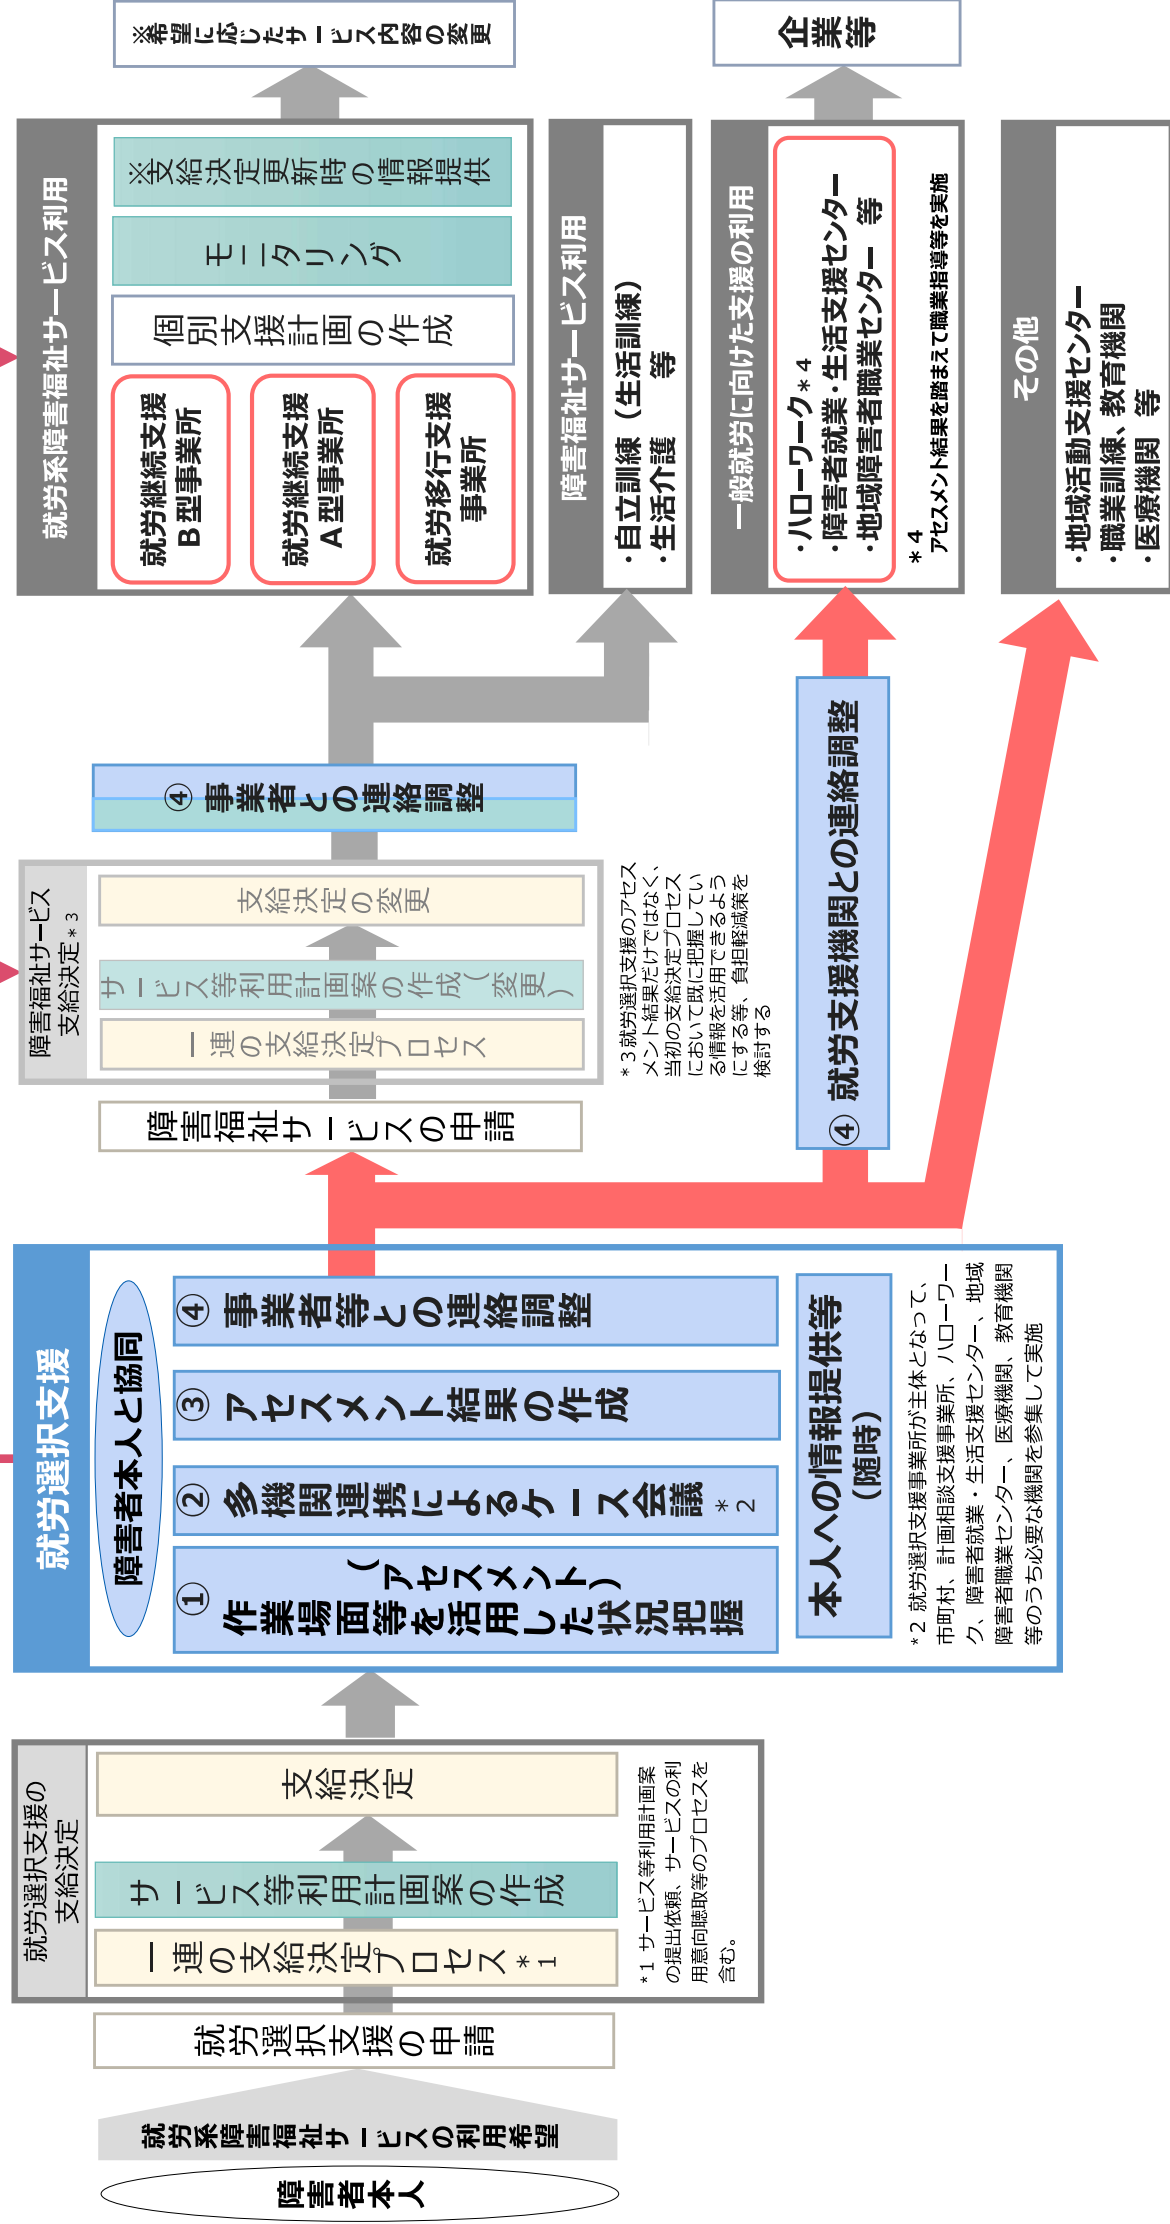 障害者本人
就労系障害福祉サービスの利用希望
就労選択支援の申請
就労選択支援の
支給決定
一連の支給決定プロセス＊1
サービス等利用計画案の作成
支給決定
*1 サービス等利用計画案
の提出依頼、サービスの利
用意向聴取等のプロセスを
含む。
就労選択支援
障害者本人と協同
①
作業場面等を活用した状況把握
（アセスメント）
② 多機関連携によるケース会議
＊2
③ アセスメント結果の作成
④ 事業者等との連絡調整
本人への情報提供等
（随時）
*2 就労選択支援事業所が主体となって、
市町村、計画相談支援事業所、ハローワー
ク、障害者就業・生活支援センター、地域
障害者職業センター、医療機関、教育機関
等のうち必要な機関を参集して実施
障害福祉サービスの申請
障害福祉サービス
支給決定*3
一連の支給決定プロセス
サービス等利用計画案の作成（変更）
支給決定の変更
*3就労選択支援のアセス
メント結果だけではなく、
当初の支給決定プロセス
において既に把握してい
る情報を活用できるよう
にする等、負担軽減策を
検討する
④ 事業者との連絡調整
④ 就労支援機関との連絡調整
就労系障害福祉サービス利用
就労継続支援
B型事業所
就労継続支援
A型事業所
就労移行支援
事業所
個別支援計画の作成
モニタリング
※支給決定更新時の情報提供
※希望に応じたサービス内容の変更
障害福祉サービス利用
・自立訓練（生活訓練）
・生活介護　等
一般就労に向けた支援の利用
・ハローワーク*4
・障害者就業・生活支援センター
・地域障害者職業センター 等
*4
アセスメント結果を踏まえて職業指導等を実施
企業等
その他
・地域活動支援センター
・職業訓練、教育機関
・医療機関 等